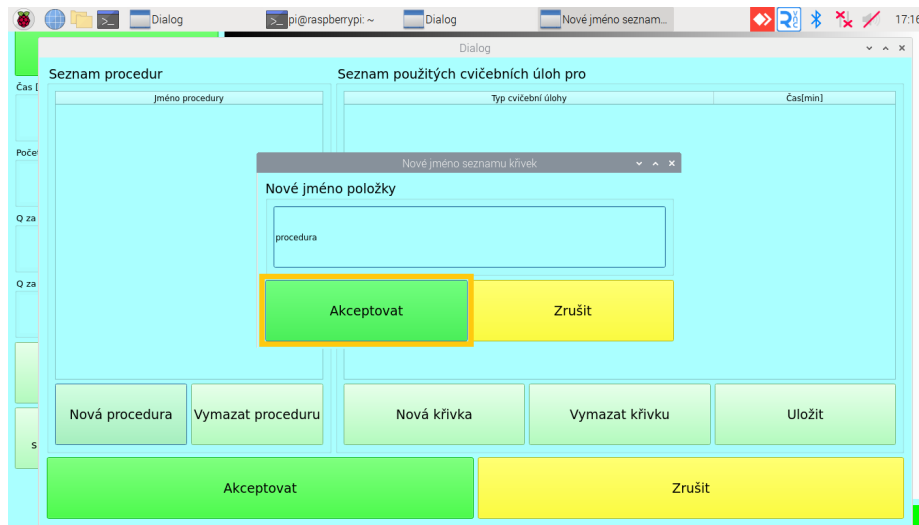 Dialog
pi@raspberrypi: ~
Dialog
Nové jméno seznam...
17:16
Dialog
Čas [
Počet
Q za
Q za
s
Seznam procedur
Seznam použitých cvičebních úloh pro
Jméno procedury
Typ cvičební úlohy
Čas[min]
Nové jméno seznamu křivek
Nové jméno položky
procedura
Akceptovat
Zrušit
Nová procedura
Vymazat proceduru
Nová křivka
Vymazat křivku
Uložit
Akceptovat
Zrušit